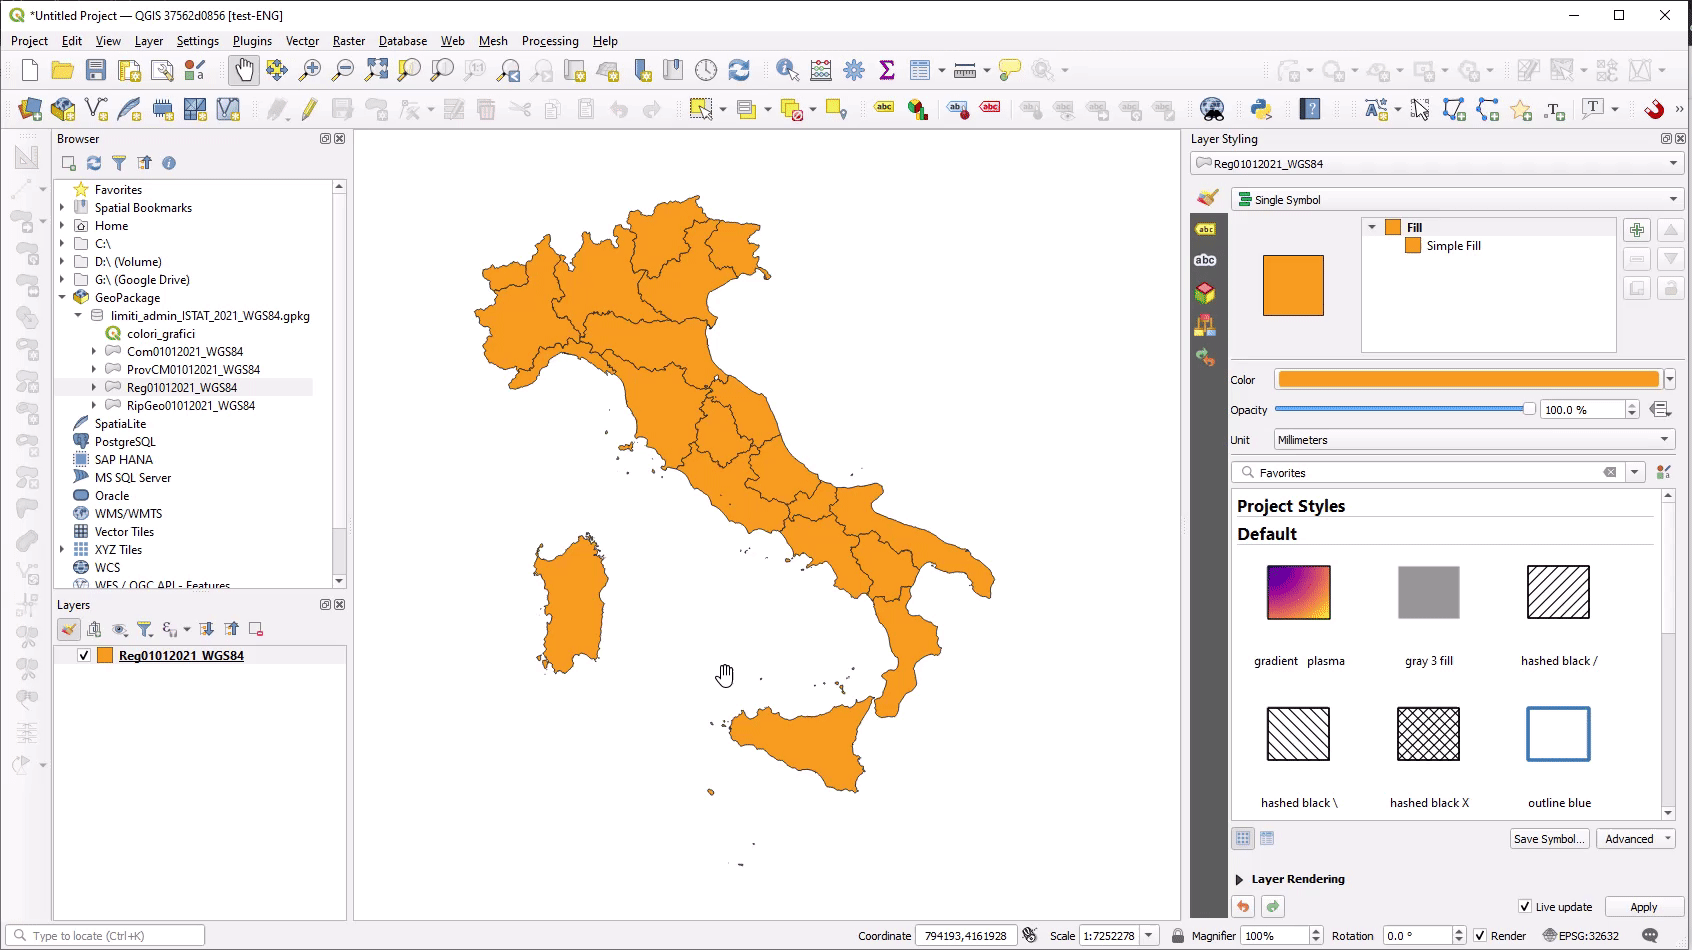 *Untitled Project — QGIS 37562d0856 [test-ENG]
Project Edit View Layer Settings Plugins Vector Raster Database Web Mesh Processing Help
Browser
Favorites
Spatial Bookmarks
Home
C:\
D:\ (Volume)
G:\ (Google Drive)
GeoPackage
limiti_admin_ISTAT_2021_WGS84.gpkg
colori_grafici
Com01012021_WGS84
ProvCM01012021_WGS84
Reg01012021_WGS84
RipGeo01012021_WGS84
SpatiaLite
PostgreSQL
SAP HANA
MS SQL Server
Oracle
WMS/WMTS
Vector Tiles
XYZ Tiles
WCS
WFS / OGC API - Features
Layers
Reg01012021_WGS84
Layer Styling
Reg01012021_WGS84
Single Symbol
Fill
Simple Fill
Color
Opacity 100.0 %
Unit Millimeters
Favorites
Project Styles
Default
gradient plasma
gray 3 fill
hashed black /
hashed black \
hashed black X
outline blue
Save Symbol...
Advanced
Layer Rendering
Live update
Apply
Type to locate (Ctrl+K)
Coordinate 794193,4161928 Scale 1:7252278 Magnifier 100% Rotation 0.0 ° Render EPSG:32632